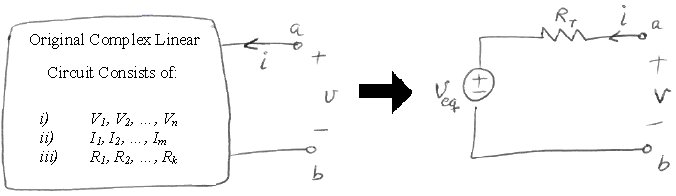 Original Complex Linear
Circuit Consists of:
i) V1, V2, ..., Vn
ii) I1, I2, ..., Im
iii) R1, R2, ..., Rk
a
i
+
υ
−
b
RT
i
a
+
−
Veq
+
V
−
b